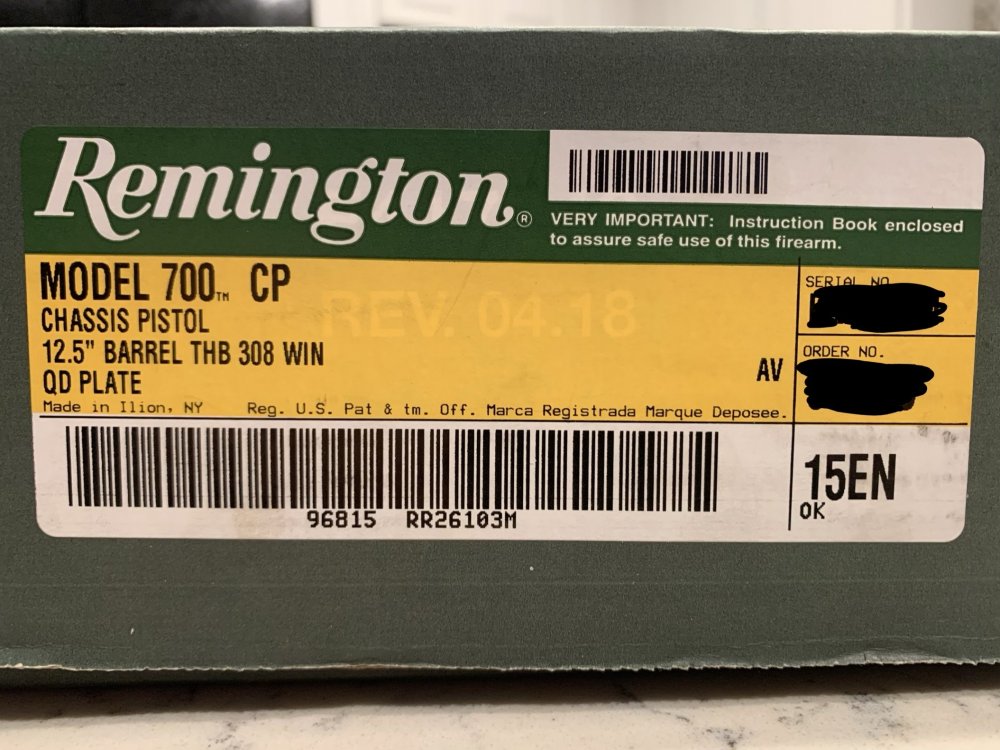 Remington®
VERY IMPORTANT: Instruction Book enclosed
to assure safe use of this firearm.
MODEL 700™ CP
CHASSIS PISTOL
12.5" BARREL THB 308 WIN
QD PLATE
REV. 04.18
AV
SERIAL NO
ORDER NO.
Made in Ilion, NY Reg. U.S. Pat & tm. Off. Marca Registrada Marque Deposee.
96815 RR26103M
15EN
OK